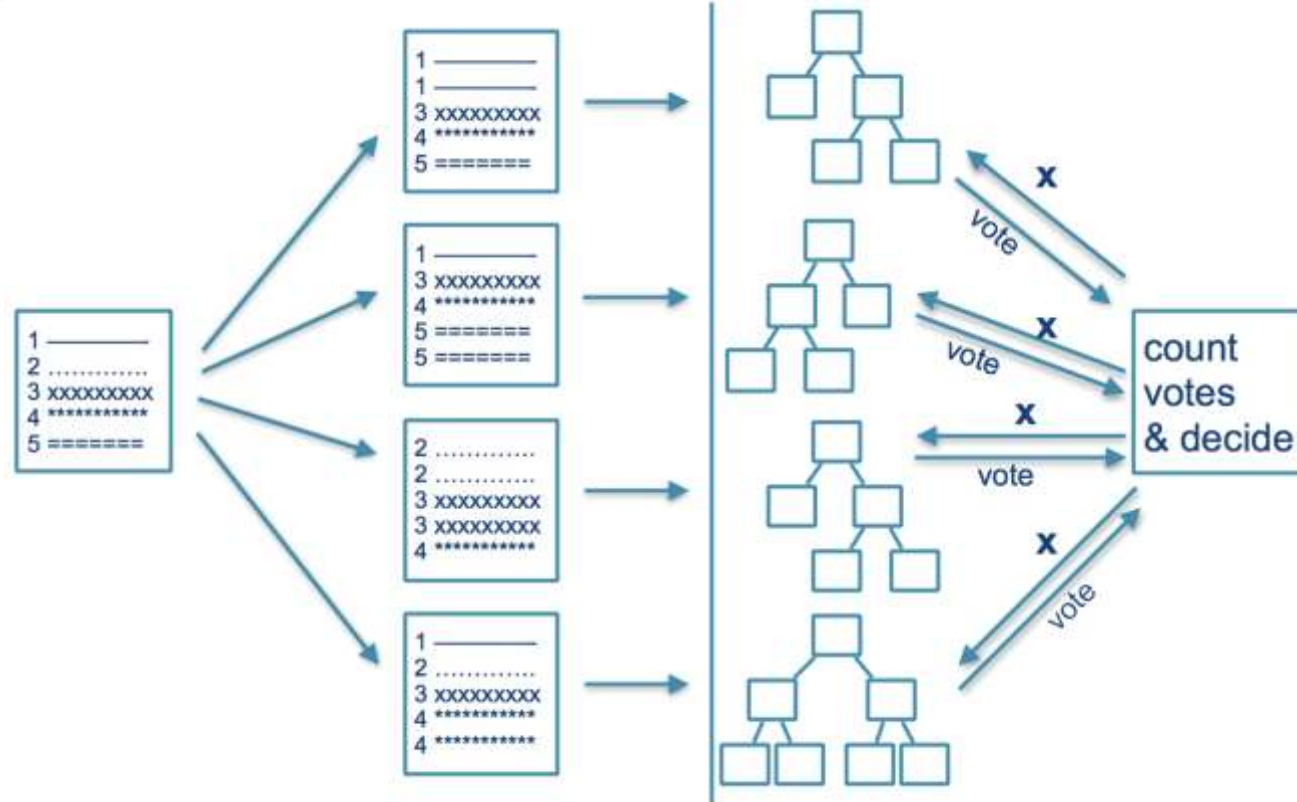 1 ————
2 .............
3 xxxxxxxxx
4 ***********
5 =======
1 ————
1 ————
3 xxxxxxxxx
4 ***********
5 =======
1 ————
3 xxxxxxxxx
4 ***********
5 =======
5 =======
2 .............
2 .............
3 xxxxxxxxx
3 xxxxxxxxx
4 ***********
1 ————
2 .............
3 xxxxxxxxx
4 ***********
4 ***********
x
vote
x
vote
x
vote
x
vote
count
votes
& decide